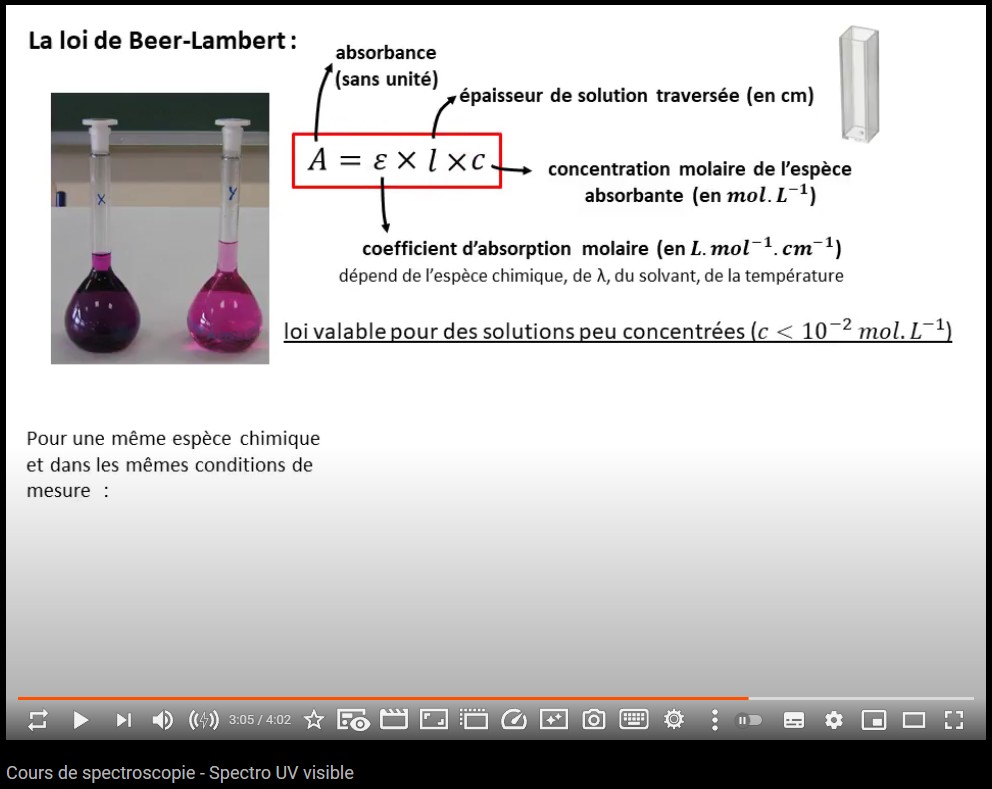 La loi de Beer-Lambert :
absorbance
(sans unité)
épaisseur de solution traversée (en cm)
A = ε × l × c
concentration molaire de l'espèce
absorbante (en mol. L⁻¹)
coefficient d'absorption molaire (en L. mol⁻¹. cm⁻¹)
dépend de l'espèce chimique, de λ, du solvant, de la température
X
Y
loi valable pour des solutions peu concentrées (c < 10⁻² mol. L⁻¹)
Pour une même espèce chimique
et dans les mêmes conditions de
mesure :
3:05 / 4:02
Cours de spectroscopie - Spectro UV visible